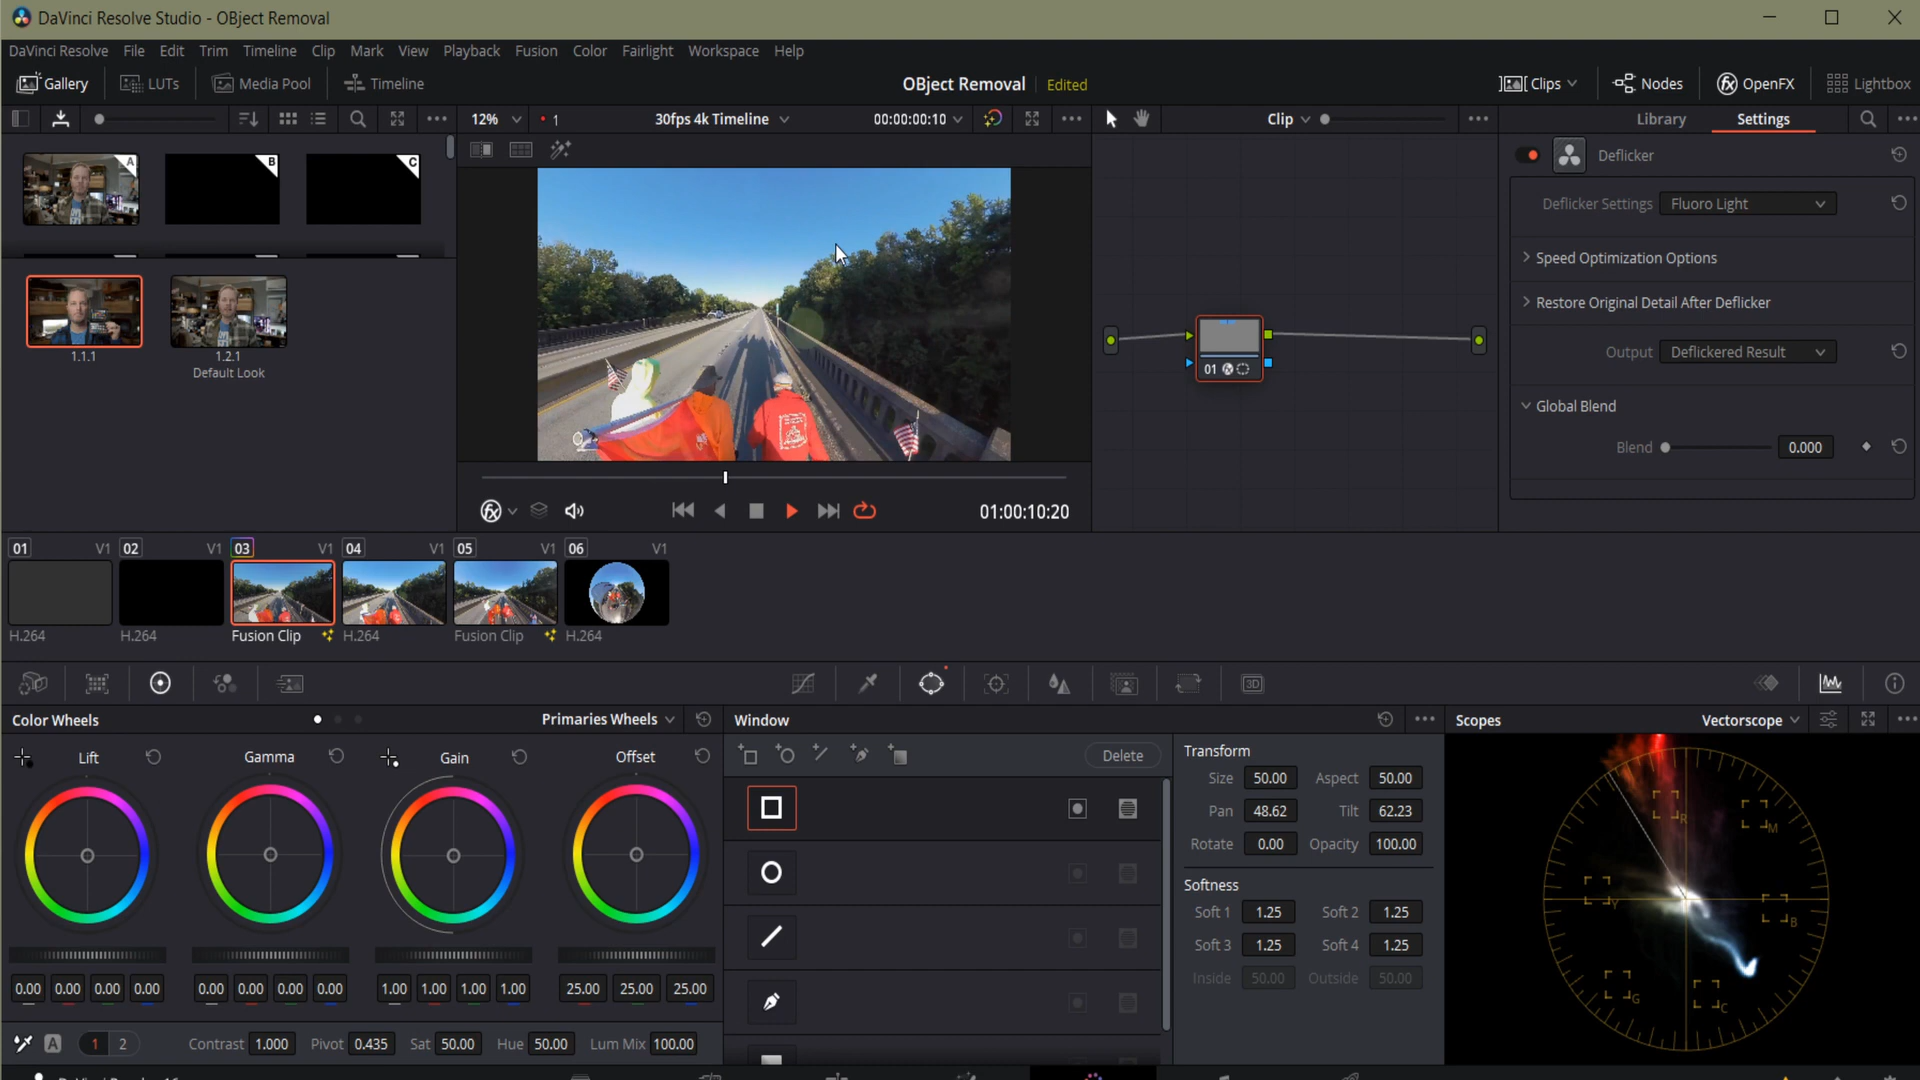 DaVinci Resolve Studio - OBject Removal
DaVinci Resolve File Edit Trim Timeline Clip Mark View Playback Fusion Color Fairlight Workspace Help
Gallery LUTs Media Pool Timeline OBject Removal Edited Clips Nodes OpenFX Lightbox
12% 1 30fps 4k Timeline 00:00:00:10 Clip Library Settings
A B C
Deflicker
Deflicker Settings Fluoro Light
Speed Optimization Options
Restore Original Detail After Deflicker
Output Deflickered Result
Global Blend
Blend 0.000
1.1.1 1.2.1
Default Look
01
01:00:10:20
01 V1 02 V1 03 V1 04 V1 05 V1 06 V1
H.264 H.264 Fusion Clip H.264 Fusion Clip H.264
3D
Color Wheels Primaries Wheels Window Scopes Vectorscope
Lift Gamma Gain Offset
Delete
Transform
Size 50.00 Aspect 50.00
Pan 48.62 Tilt 62.23
Rotate 0.00 Opacity 100.00
Softness
Soft 1 1.25 Soft 2 1.25
Soft 3 1.25 Soft 4 1.25
Inside 50.00 Outside 50.00
R M
Y B
G C
0.00 0.00 0.00 0.00 0.00 0.00 0.00 0.00 1.00 1.00 1.00 1.00 25.00 25.00 25.00
A 1 2 Contrast 1.000 Pivot 0.435 Sat 50.00 Hue 50.00 Lum Mix 100.00